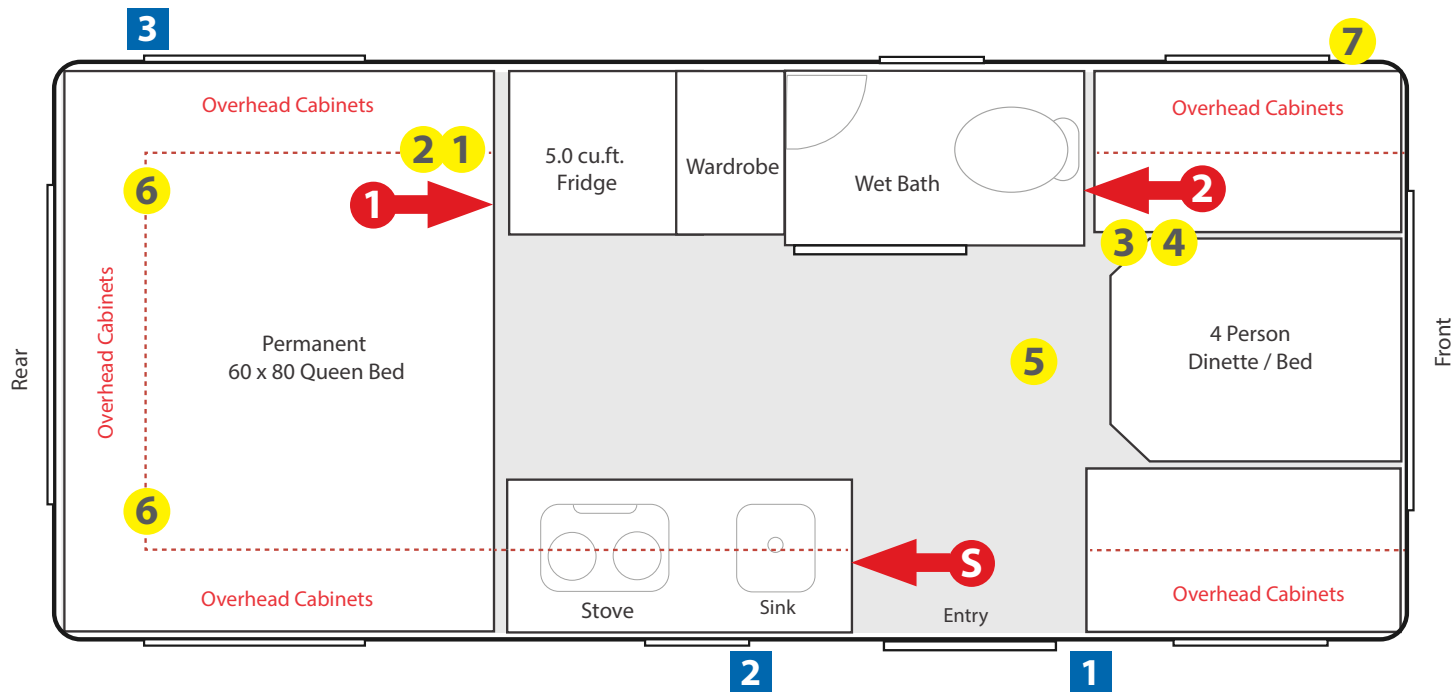 3
7
Overhead Cabinets
Overhead Cabinets
2
1
5.0 cu.ft.
Fridge
Wardrobe
Wet Bath
6
1
2
3
4
Rear
Overhead Cabinets
Permanent
60 x 80 Queen Bed
5
4 Person
Dinette / Bed
Front
6
S
Overhead Cabinets
Stove
Sink
Entry
Overhead Cabinets
2
1